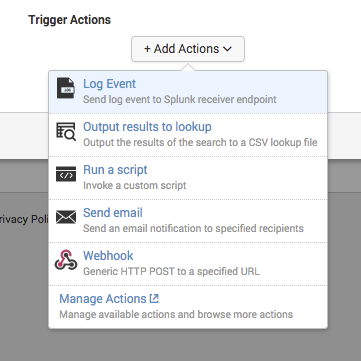 Trigger Actions
+ Add Actions
Log Event
Send log event to Splunk receiver endpoint
Output results to lookup
Output the results of the search to a CSV lookup file
Run a script
Invoke a custom script
Send email
rivacy Poli
Send an email notification to specified recipients
Webhook
Generic HTTP POST to a specified URL
Manage Actions
Manage available actions and browse more actions